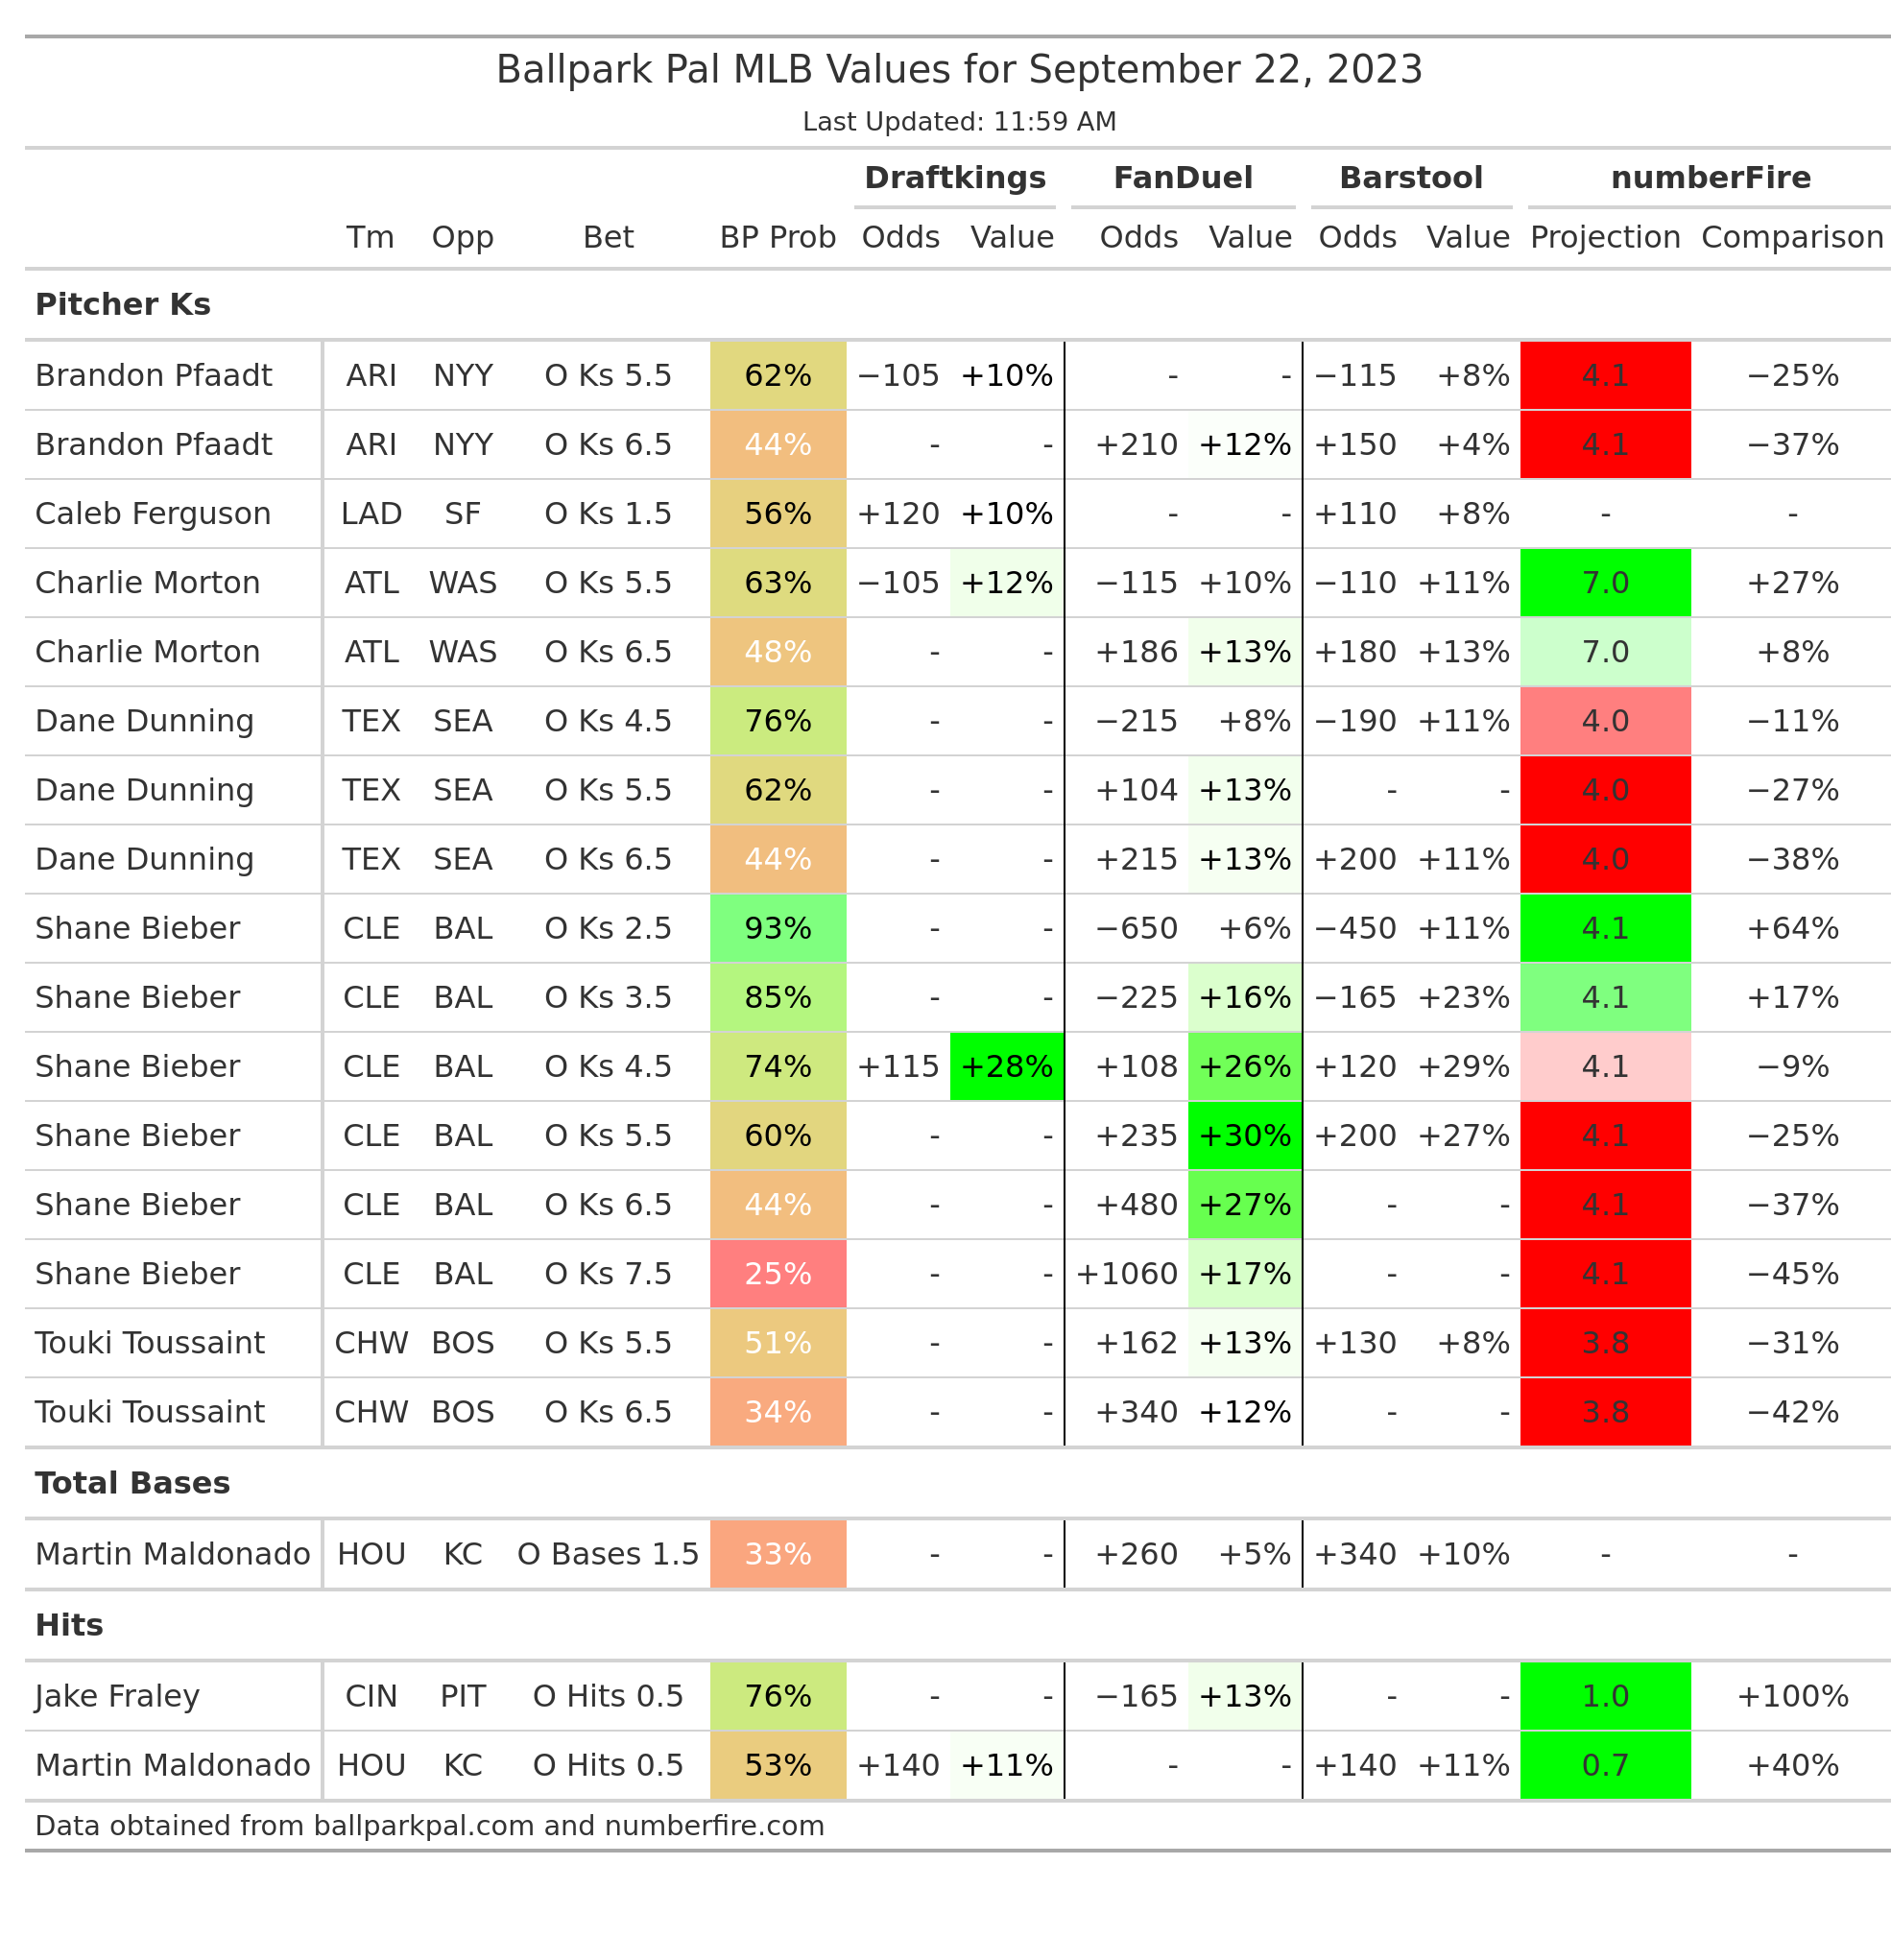 Ballpark Pal MLB Values for September 22, 2023
Last Updated: 11:59 AM
Draftkings FanDuel Barstool numberFire
Tm Opp Bet BP Prob Odds Value Odds Value Odds Value Projection Comparison
Pitcher Ks
Brandon Pfaadt ARI NYY O Ks 5.5 62% −105 +10% - - −115 +8% 4.1 −25%
Brandon Pfaadt ARI NYY O Ks 6.5 44% - - +210 +12% +150 +4% 4.1 −37%
Caleb Ferguson LAD SF O Ks 1.5 56% +120 +10% - - +110 +8% - -
Charlie Morton ATL WAS O Ks 5.5 63% −105 +12% −115 +10% −110 +11% 7.0 +27%
Charlie Morton ATL WAS O Ks 6.5 48% - - +186 +13% +180 +13% 7.0 +8%
Dane Dunning TEX SEA O Ks 4.5 76% - - −215 +8% −190 +11% 4.0 −11%
Dane Dunning TEX SEA O Ks 5.5 62% - - +104 +13% - - 4.0 −27%
Dane Dunning TEX SEA O Ks 6.5 44% - - +215 +13% +200 +11% 4.0 −38%
Shane Bieber CLE BAL O Ks 2.5 93% - - −650 +6% −450 +11% 4.1 +64%
Shane Bieber CLE BAL O Ks 3.5 85% - - −225 +16% −165 +23% 4.1 +17%
Shane Bieber CLE BAL O Ks 4.5 74% +115 +28% +108 +26% +120 +29% 4.1 −9%
Shane Bieber CLE BAL O Ks 5.5 60% - - +235 +30% +200 +27% 4.1 −25%
Shane Bieber CLE BAL O Ks 6.5 44% - - +480 +27% - - 4.1 −37%
Shane Bieber CLE BAL O Ks 7.5 25% - - +1060 +17% - - 4.1 −45%
Touki Toussaint CHW BOS O Ks 5.5 51% - - +162 +13% +130 +8% 3.8 −31%
Touki Toussaint CHW BOS O Ks 6.5 34% - - +340 +12% - - 3.8 −42%
Total Bases
Martin Maldonado HOU KC O Bases 1.5 33% - - +260 +5% +340 +10% - -
Hits
Jake Fraley CIN PIT O Hits 0.5 76% - - −165 +13% - - 1.0 +100%
Martin Maldonado HOU KC O Hits 0.5 53% +140 +11% - - +140 +11% 0.7 +40%
Data obtained from ballparkpal.com and numberfire.com